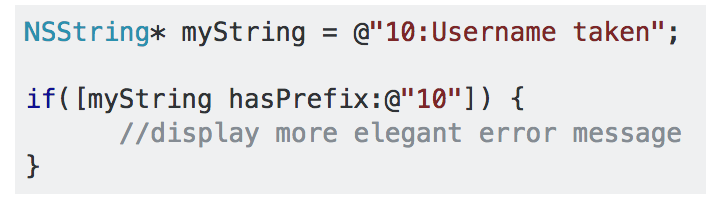 NSString* myString = @"10:Username taken";
if([myString hasPrefix:@"10"]) {
//display more elegant error message
}